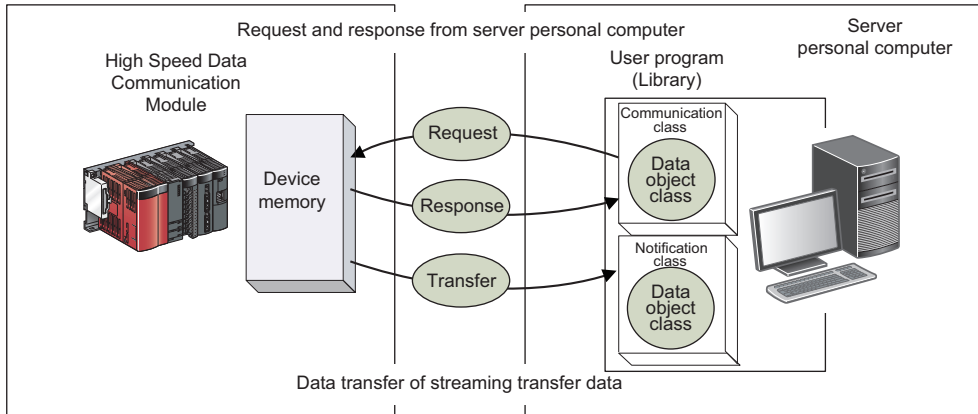 Request and response from server personal computer
Server
personal computer
High Speed Data
Communication
Module
User program
(Library)
Device
memory
Request
Response
Transfer
Communication
class
Data
object
class
Notification
class
Data
object
class
Data transfer of streaming transfer data